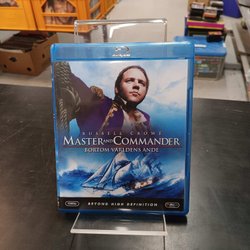 RUSSELL CROWE
MASTER AND COMMANDER
BORTOM VÄRLDENS ÄNDE
BEYOND HIGH DEFINITION